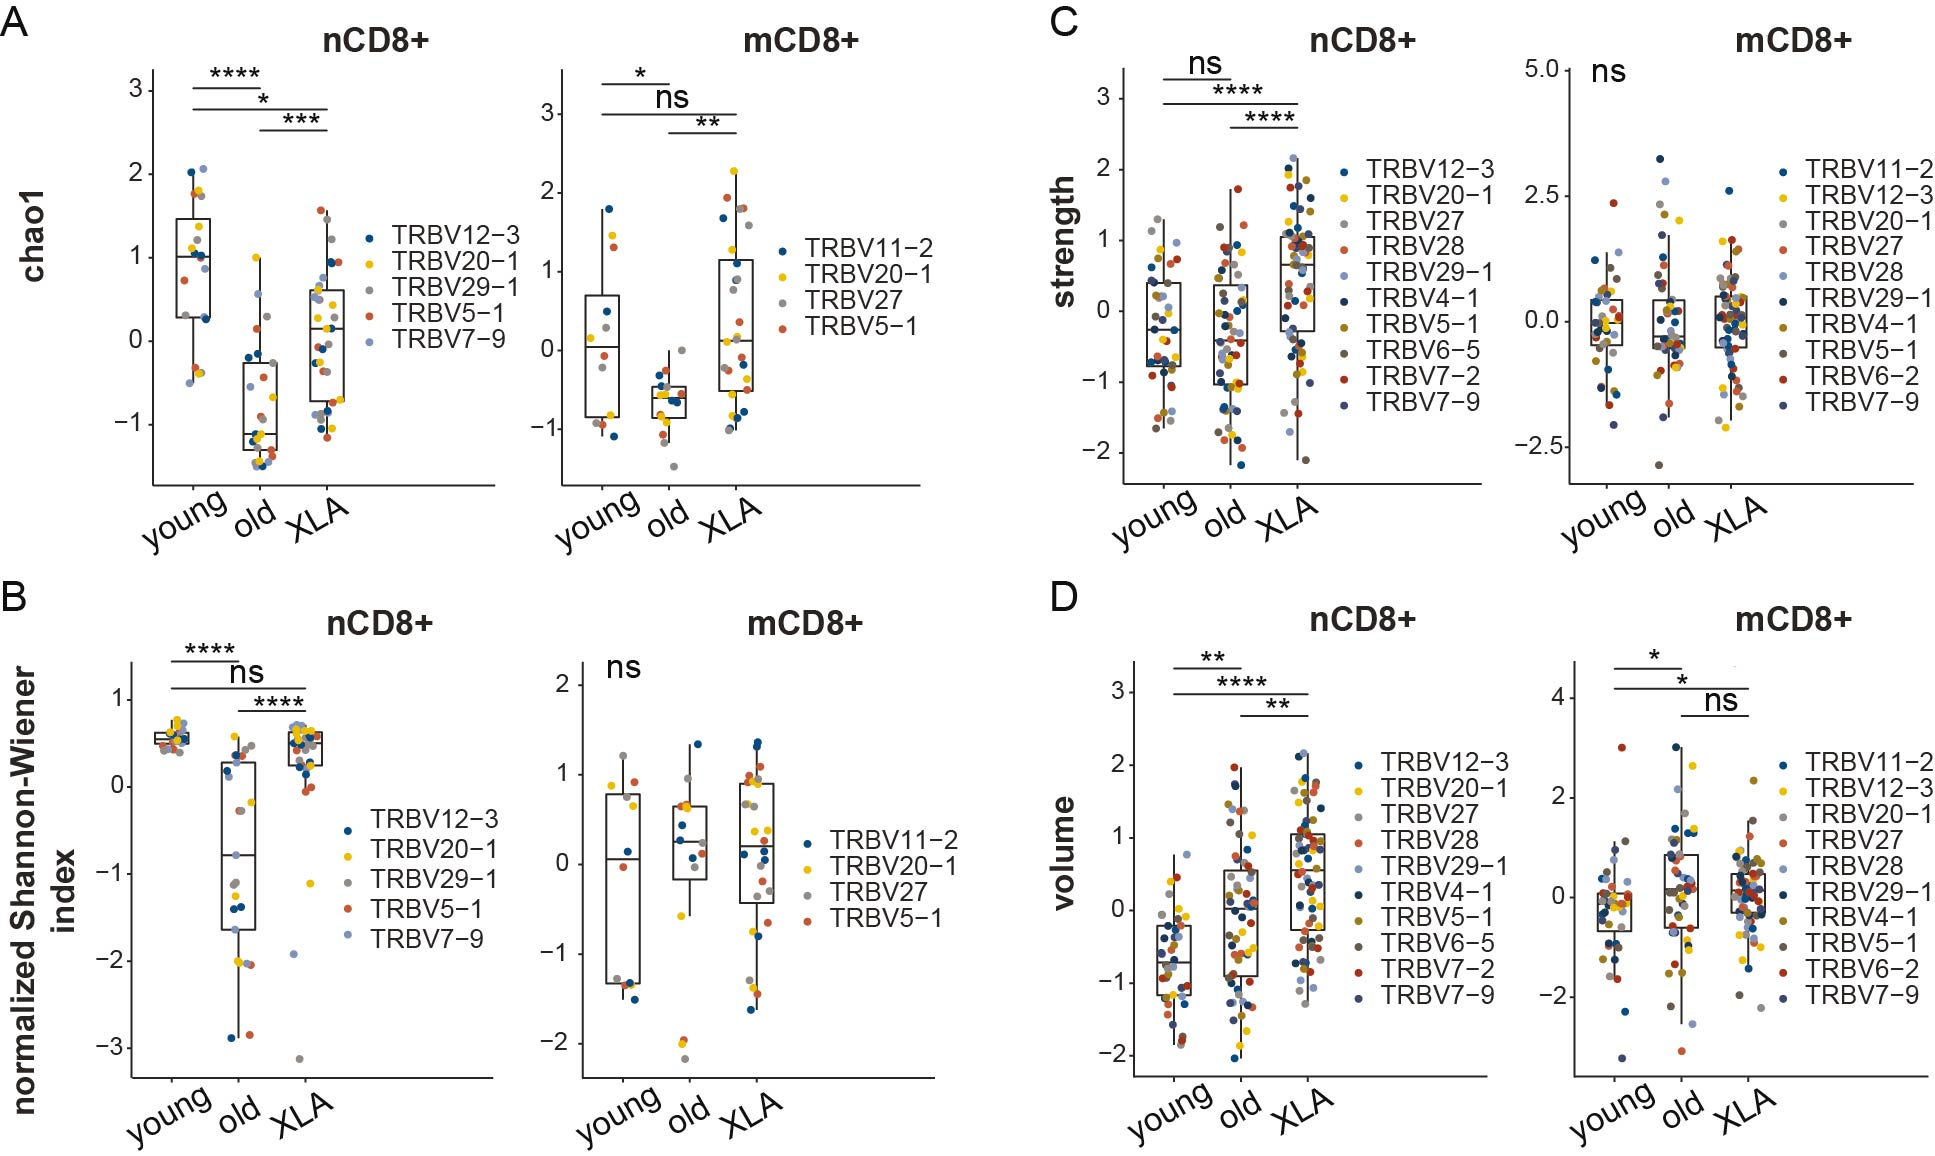 A
nCD8+
mCD8+
chao1
3
2
1
0
−1
****
*
***
young
old
XLA
TRBV12−3
TRBV20−1
TRBV29−1
TRBV5−1
TRBV7−9
3
2
1
0
−1
*
ns
**
young
old
XLA
TRBV11−2
TRBV20−1
TRBV27
TRBV5−1
B
nCD8+
mCD8+
normalized Shannon-Wiener
index
1
0
−1
−2
−3
****
ns
****
young
old
XLA
TRBV12−3
TRBV20−1
TRBV29−1
TRBV5−1
TRBV7−9
2
1
0
−1
−2
ns
young
old
XLA
TRBV11−2
TRBV20−1
TRBV27
TRBV5−1
C
nCD8+
mCD8+
strength
3
2
1
0
−1
−2
ns
****
****
young
old
XLA
TRBV12−3
TRBV20−1
TRBV27
TRBV28
TRBV29−1
TRBV4−1
TRBV5−1
TRBV6−5
TRBV7−2
TRBV7−9
5.0
2.5
0.0
−2.5
ns
young
old
XLA
TRBV11−2
TRBV12−3
TRBV20−1
TRBV27
TRBV28
TRBV29−1
TRBV4−1
TRBV5−1
TRBV6−2
TRBV7−9
D
nCD8+
mCD8+
volume
3
2
1
0
−1
−2
**
****
**
young
old
XLA
TRBV12−3
TRBV20−1
TRBV27
TRBV28
TRBV29−1
TRBV4−1
TRBV5−1
TRBV6−5
TRBV7−2
TRBV7−9
4
2
0
−2
*
*
ns
young
old
XLA
TRBV11−2
TRBV12−3
TRBV20−1
TRBV27
TRBV28
TRBV29−1
TRBV4−1
TRBV5−1
TRBV6−2
TRBV7−9